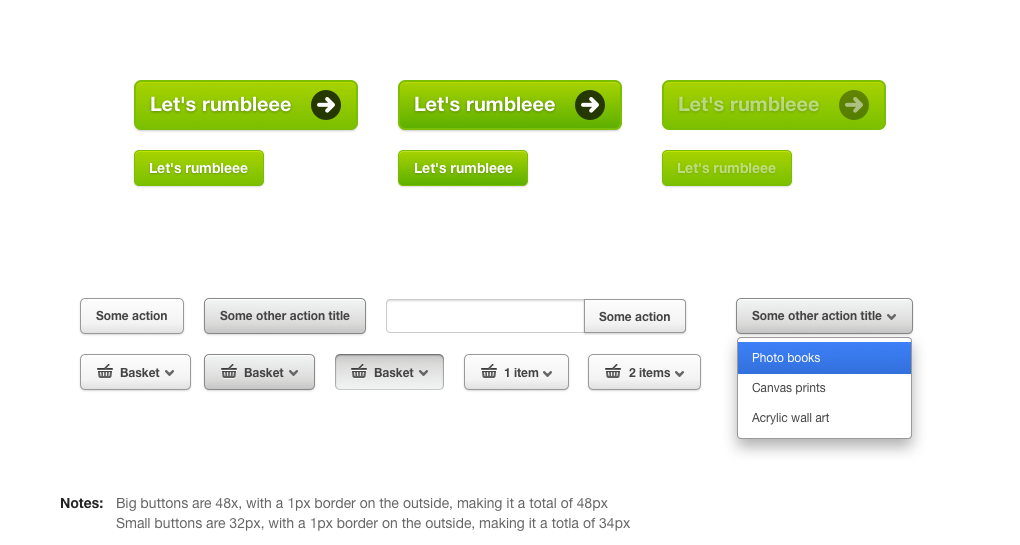 Let's rumbleee Let's rumbleee Let's rumbleee
Let's rumbleee Let's rumbleee Let's rumbleee
Some action Some other action title Some action Some other action title
Basket Basket Basket 1 item 2 items
Photo books
Canvas prints
Acrylic wall art
Notes: Big buttons are 48x, with a 1px border on the outside, making it a total of 48px
Small buttons are 32px, with a 1px border on the outside, making it a totla of 34px